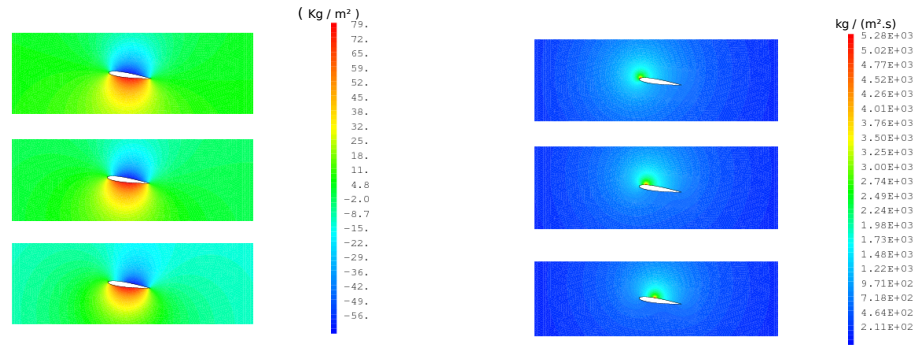 ( Kg / m² )
79.
72.
65.
59.
52.
45.
38.
32.
25.
18.
11.
4.8
-2.0
-8.7
-15.
-22.
-29.
-36.
-42.
-49.
-56.
kg / (m².s)
5.28E+03
5.02E+03
4.77E+03
4.52E+03
4.26E+03
4.01E+03
3.76E+03
3.50E+03
3.25E+03
3.00E+03
2.74E+03
2.49E+03
2.24E+03
1.98E+03
1.73E+03
1.48E+03
1.22E+03
9.71E+02
7.18E+02
4.64E+02
2.11E+02